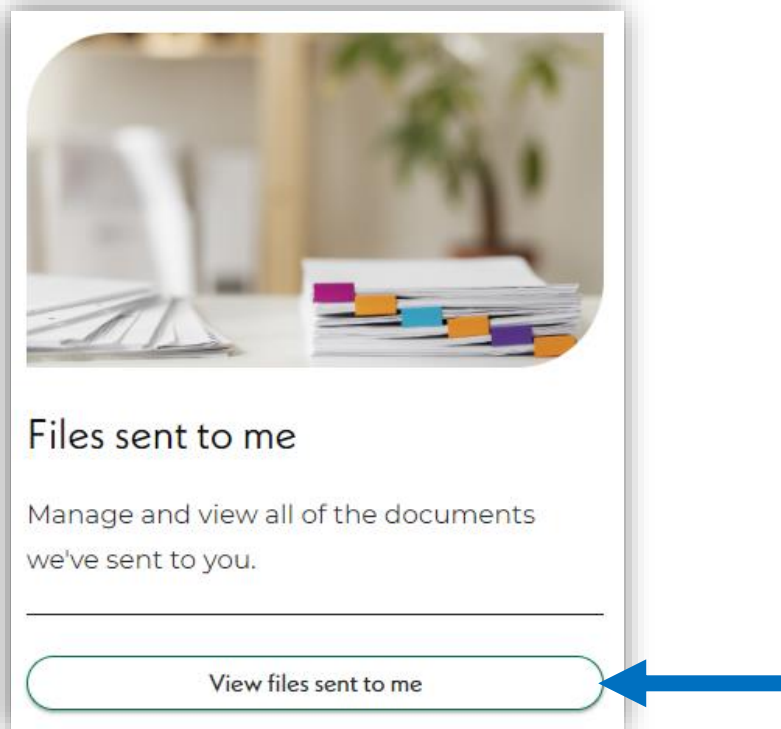 Files sent to me
Manage and view all of the documents
we've sent to you.
View files sent to me